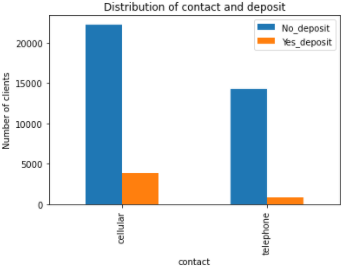 Distribution of contact and deposit
No_deposit
Yes_deposit
Number of clients
20000
15000
10000
5000
0
cellular
telephone
contact